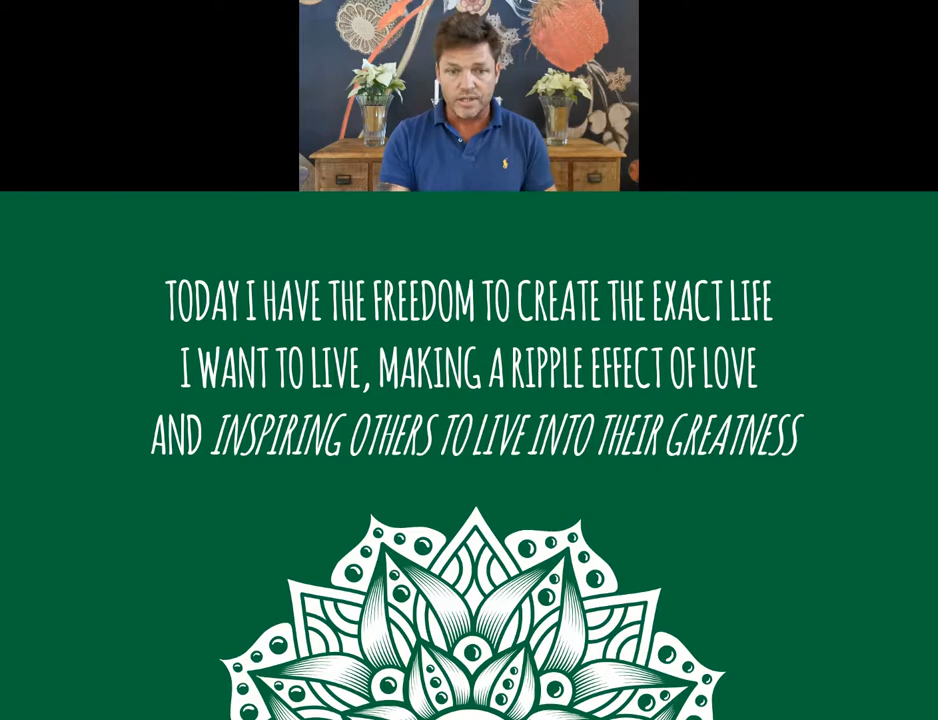 TODAY I HAVE THE FREEDOM TO CREATE THE EXACT LIFE
I WANT TO LIVE, MAKING A RIPPLE EFFECT OF LOVE
AND INSPIRING OTHERS TO LIVE INTO THEIR GREATNESS